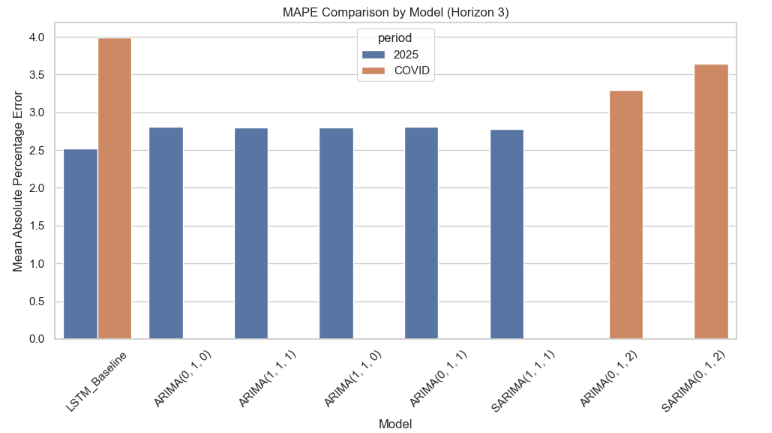 MAPE Comparison by Model (Horizon 3)
period
2025
COVID
Mean Absolute Percentage Error
4.0
3.5
3.0
2.5
2.0
1.5
1.0
0.5
0.0
LSTM_Baseline
ARIMA(0, 1, 0)
ARIMA(1, 1, 1)
ARIMA(1, 1, 0)
ARIMA(0, 1, 1)
SARIMA(1, 1, 1)
ARIMA(0, 1, 2)
SARIMA(0, 1, 2)
Model